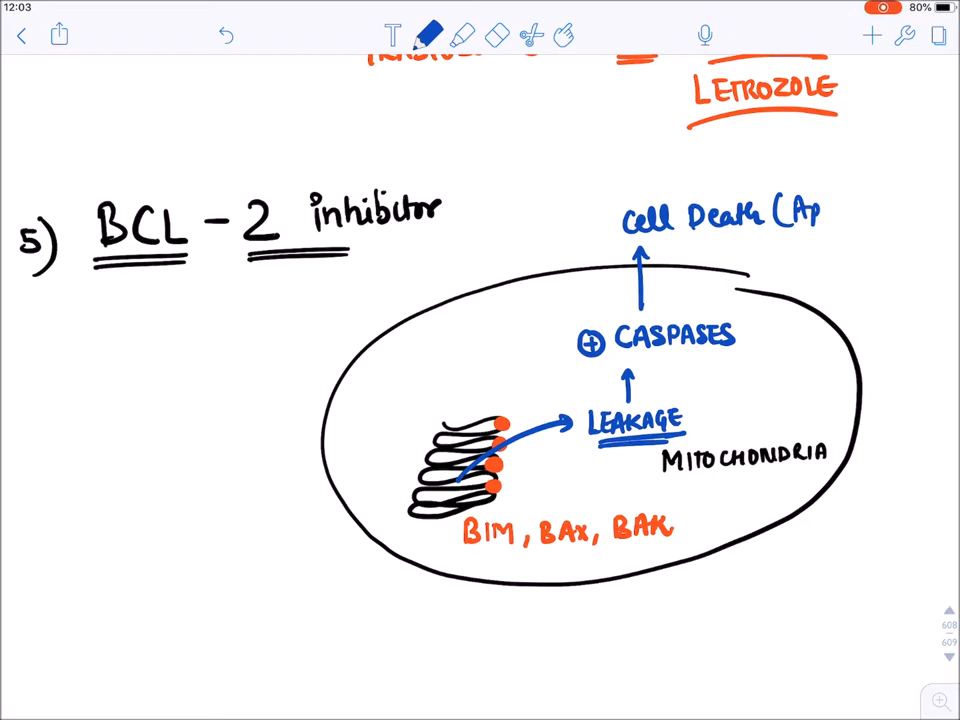 12:03
80%
T
LETROZOLE
5) BCL - 2 inhibitor
Cell Death (Ap
+ CASPASES
LEAKAGE
MITOCHONDRIA
BIM, BAX, BAK
608
609